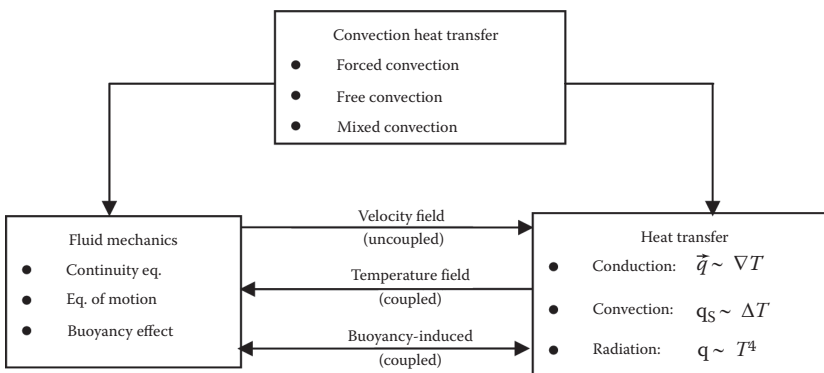 Convection heat transfer
● Forced convection
● Free convection
● Mixed convection
Fluid mechanics
● Continuity eq.
● Eq. of motion
● Buoyancy effect
Velocity field
(uncoupled)
Temperature field
(coupled)
Buoyancy-induced
(coupled)
Heat transfer
● Conduction: q⃗ ~ ∇T
● Convection: qS ~ ΔT
● Radiation: q ~ T⁴